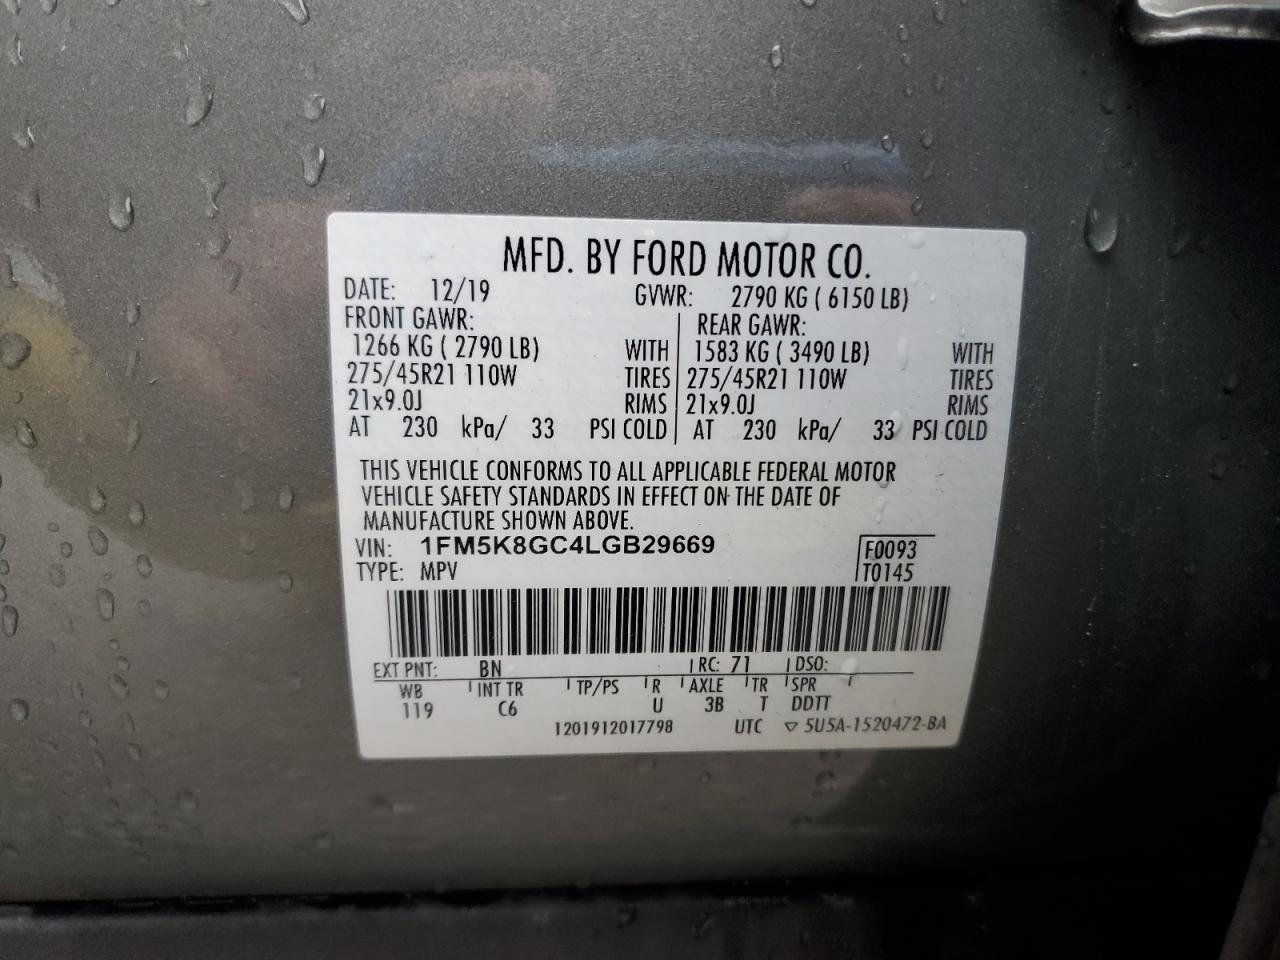 MFD. BY FORD MOTOR CO.
DATE: 12/19 GVWR: 2790 KG ( 6150 LB)
FRONT GAWR: REAR GAWR:
1266 KG ( 2790 LB) WITH 1583 KG ( 3490 LB) WITH
275/45R21 110W TIRES 275/45R21 110W TIRES
21x9.0J RIMS 21x9.0J RIMS
AT 230 kPa/ 33 PSI COLD AT 230 kPa/ 33 PSI COLD
THIS VEHICLE CONFORMS TO ALL APPLICABLE FEDERAL MOTOR
VEHICLE SAFETY STANDARDS IN EFFECT ON THE DATE OF
MANUFACTURE SHOWN ABOVE.
VIN: 1FM5K8GC4LGB29669 F0093
TYPE: MPV T0145
EXT PNT: BN RC: 71 DSO:
WB INT TR TP/PS R AXLE TR SPR
119 C6 U 3B T DDTT
1201912017798 UTC ▽ 5U5A-1520472-BA